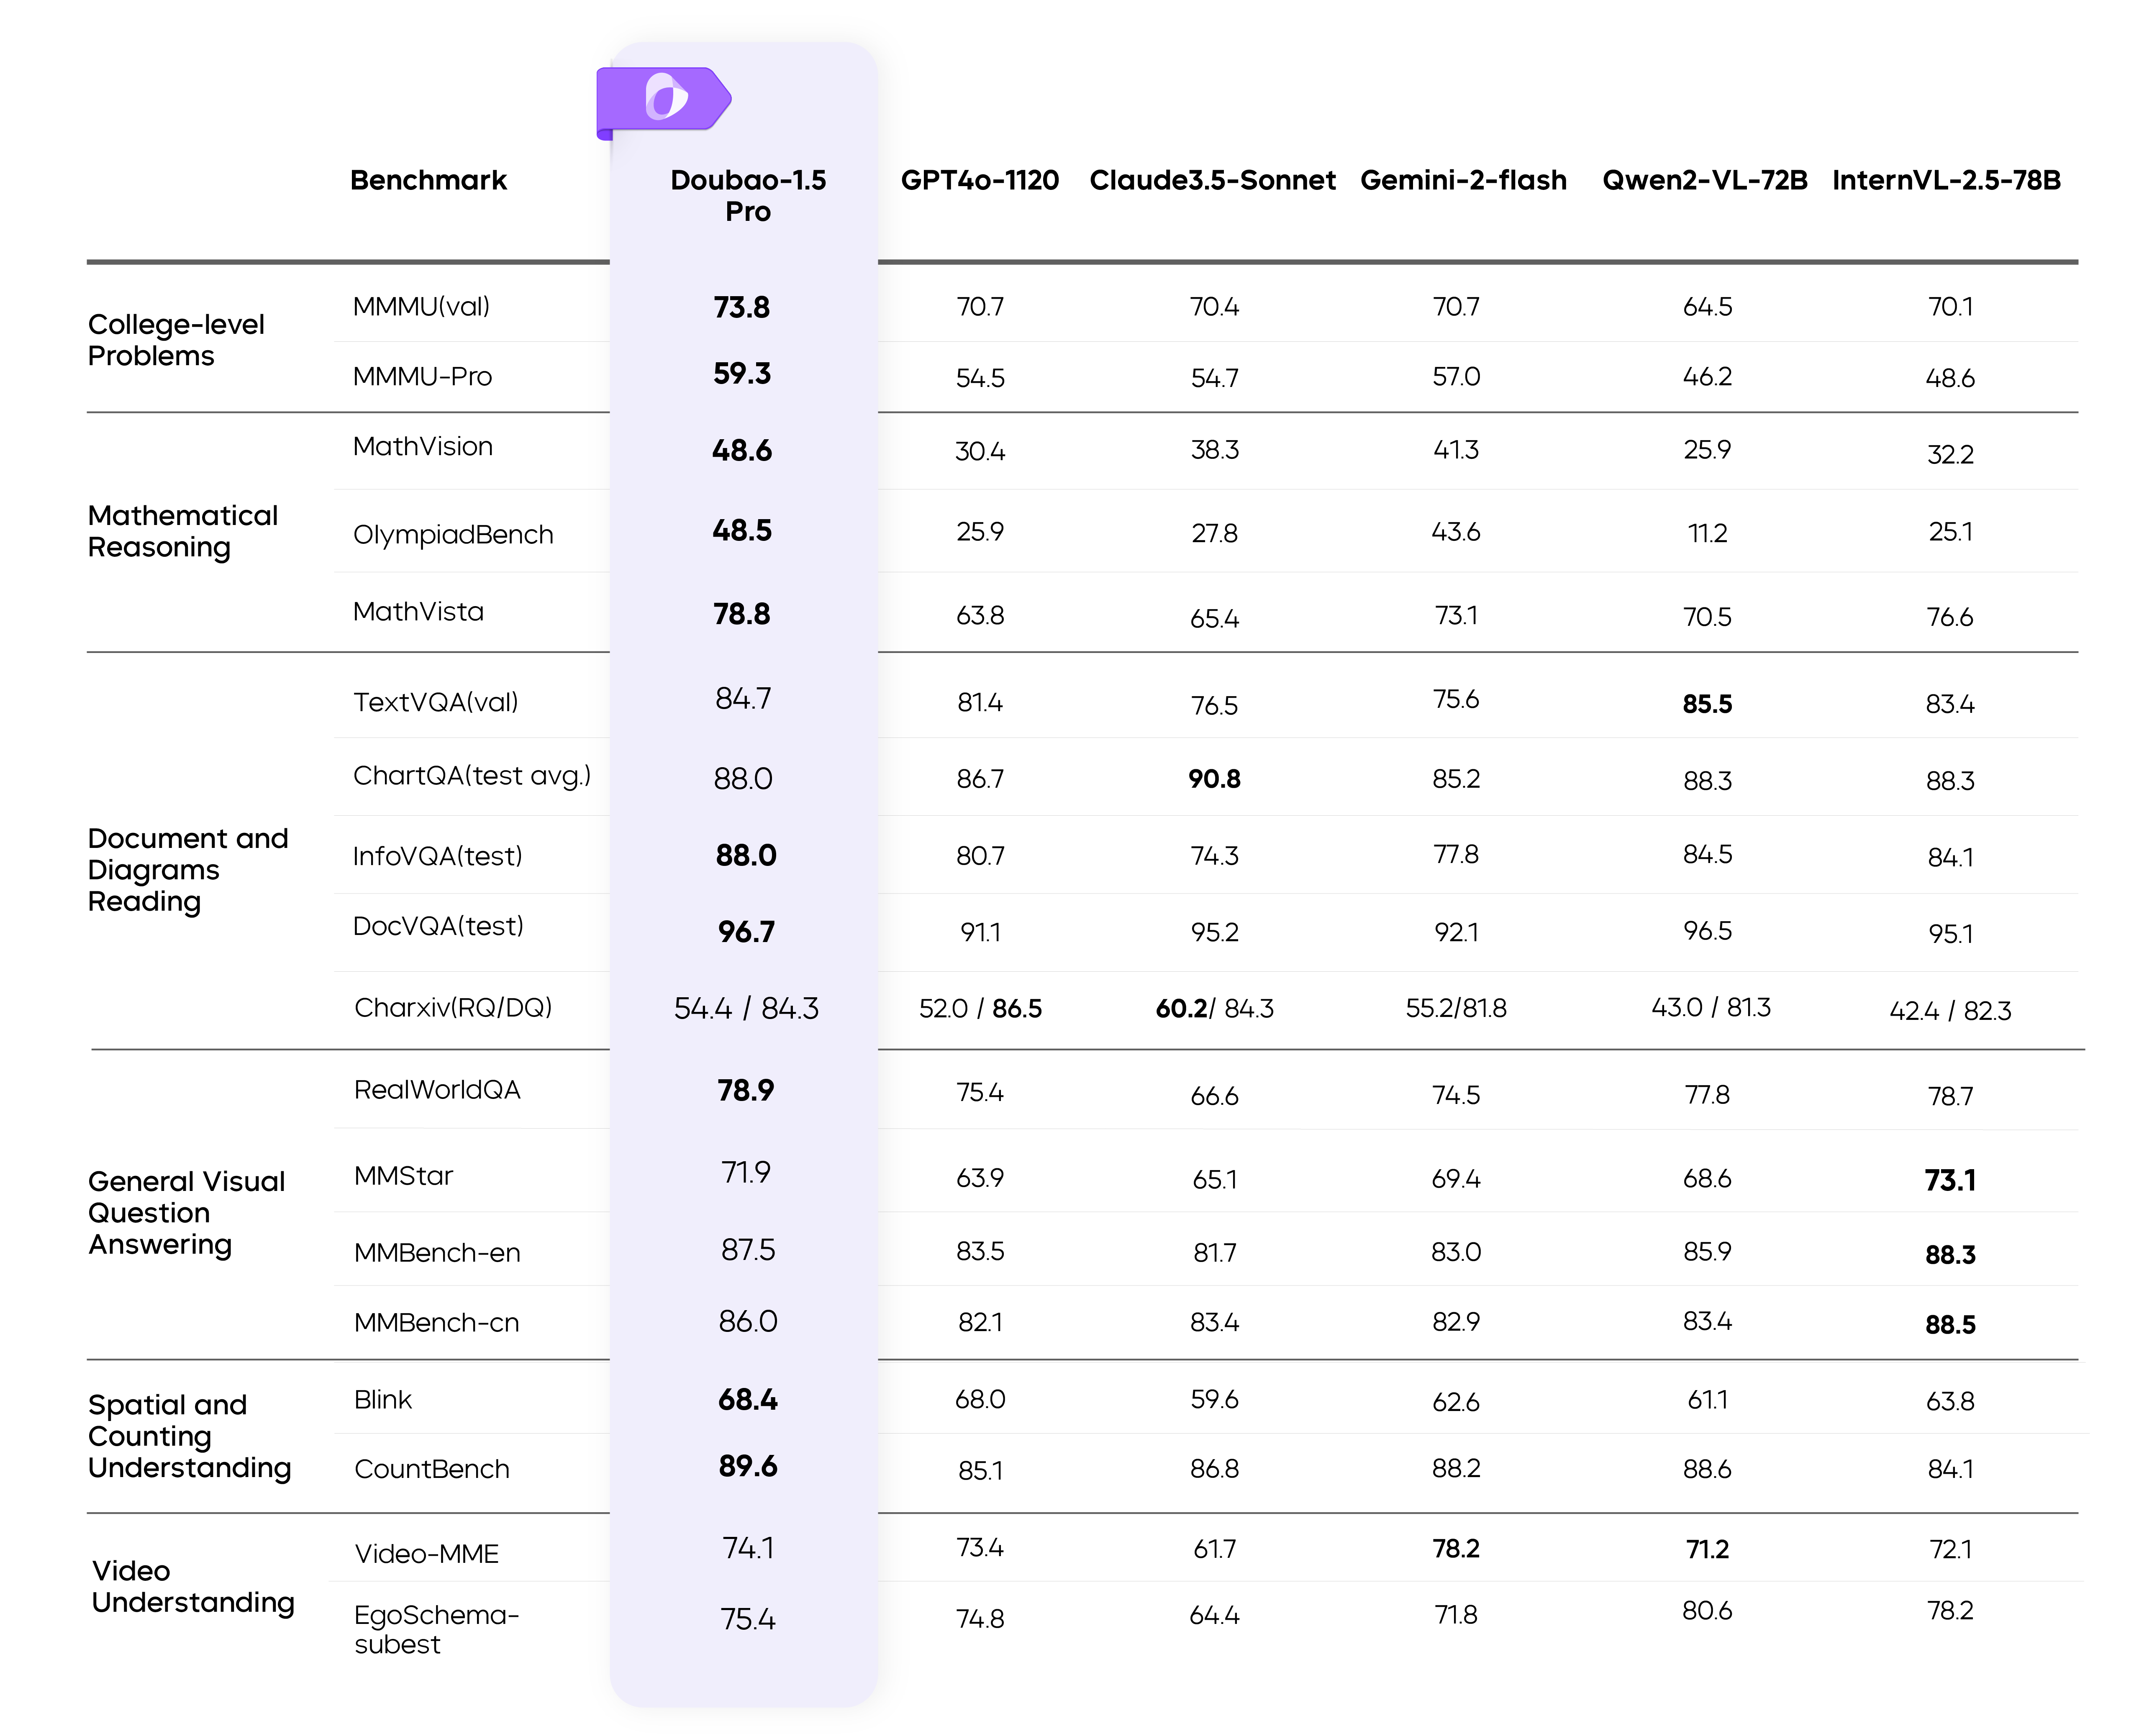 Benchmark Doubao-1.5 Pro GPT4o-1120 Claude3.5-Sonnet Gemini-2-flash Qwen2-VL-72B InternVL-2.5-78B
College-level
Problems
MMMU(val) 73.8 70.7 70.4 70.7 64.5 70.1
MMMU-Pro 59.3 54.5 54.7 57.0 46.2 48.6
Mathematical
Reasoning
MathVision 48.6 30.4 38.3 41.3 25.9 32.2
OlympiadBench 48.5 25.9 27.8 43.6 11.2 25.1
MathVista 78.8 63.8 65.4 73.1 70.5 76.6
Document and
Diagrams
Reading
TextVQA(val) 84.7 81.4 76.5 75.6 85.5 83.4
ChartQA(test avg.) 88.0 86.7 90.8 85.2 88.3 88.3
InfoVQA(test) 88.0 80.7 74.3 77.8 84.5 84.1
DocVQA(test) 96.7 91.1 95.2 92.1 96.5 95.1
Charxiv(RQ/DQ) 54.4 / 84.3 52.0 / 86.5 60.2/ 84.3 55.2/81.8 43.0 / 81.3 42.4 / 82.3
General Visual
Question
Answering
RealWorldQA 78.9 75.4 66.6 74.5 77.8 78.7
MMStar 71.9 63.9 65.1 69.4 68.6 73.1
MMBench-en 87.5 83.5 81.7 83.0 85.9 88.3
MMBench-cn 86.0 82.1 83.4 82.9 83.4 88.5
Spatial and
Counting
Understanding
Blink 68.4 68.0 59.6 62.6 61.1 63.8
CountBench 89.6 85.1 86.8 88.2 88.6 84.1
Video
Understanding
Video-MME 74.1 73.4 61.7 78.2 71.2 72.1
EgoSchema-
subest 75.4 74.8 64.4 71.8 80.6 78.2